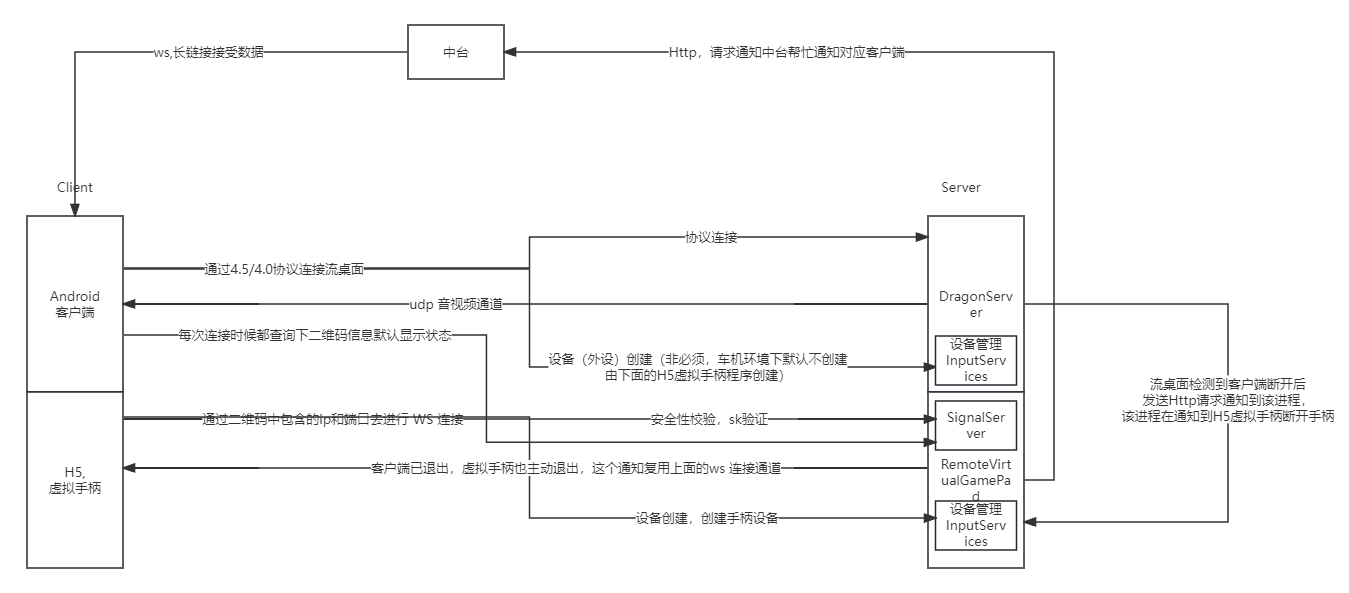 ws,长链接接受数据
中台
Http，请求通知中台帮忙通知对应客户端
Client
Server
协议连接
通过4.5/4.0协议连接流桌面
Android
客户端
udp 音视频通道
DragonServ
er
每次连接时候都查询下二维码信息默认显示状态
设备（外设）创建（非必须，车机环境下默认不创建
由下面的H5虚拟手柄程序创建）
设备管理
InputServ
ices
流桌面检测到客户端断开后
发送Http请求通知到该进程，
该进程在通知到H5虚拟手柄断开手柄
通过二维码中包含的Ip和端口去进行 WS 连接
安全性校验，sk验证
SignalSer
ver
H5,
虚拟手柄
客户端已退出，虚拟手柄也主动退出，这个通知复用上面的ws 连接通道
RemoteVirt
ualGamePa
d
设备创建，创建手柄设备
设备管理
InputServ
ices